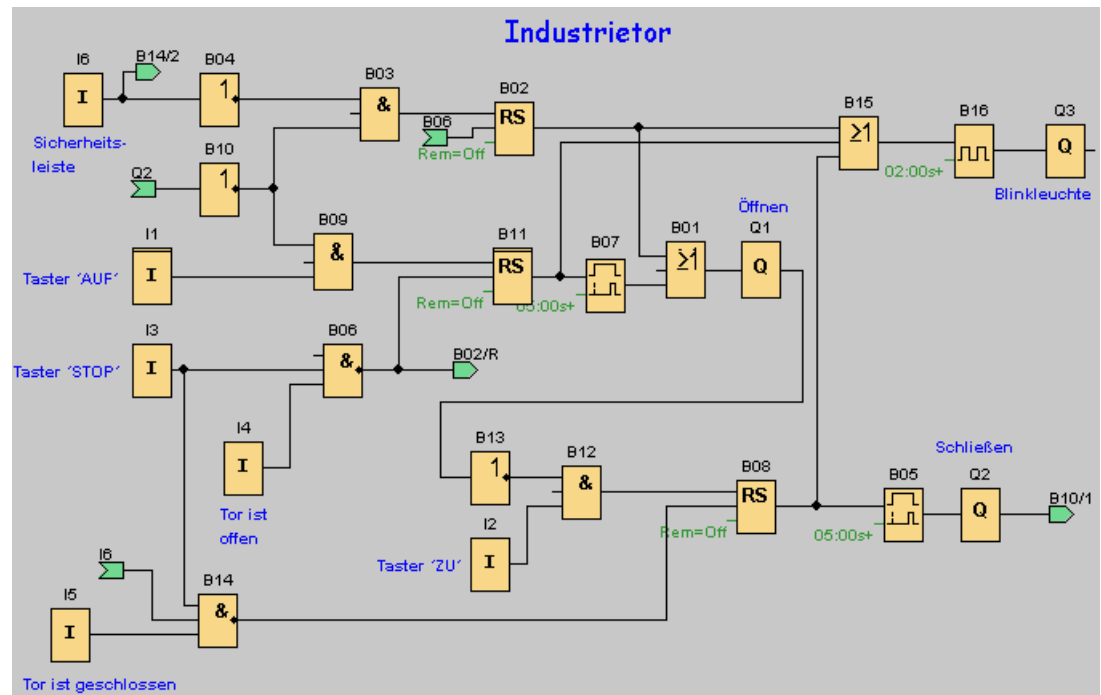 Industrietor
I6
B14/2
B04
B03
B02
B15
B16
Q3
I
1
&
RS
≥1
Q
B06
Rem=Off
02:00s+
Sicherheits-
leiste
B10
Blinkleuchte
Q2
1
B09
Öffnen
I1
&
B11
B07
B01
Q1
Taster 'AUF'
I
RS
≥1
Q
Rem=Off
05:00s+
I3
B06
Taster 'STOP'
I
&
B02/R
I4
B13
B12
Schließen
I
1
&
B08
B05
Q2
RS
Q
B10/1
Tor ist
offen
I2
Rem=Off
05:00s+
Taster 'ZU'
I
I6
B14
I5
&
I
Tor ist geschlossen